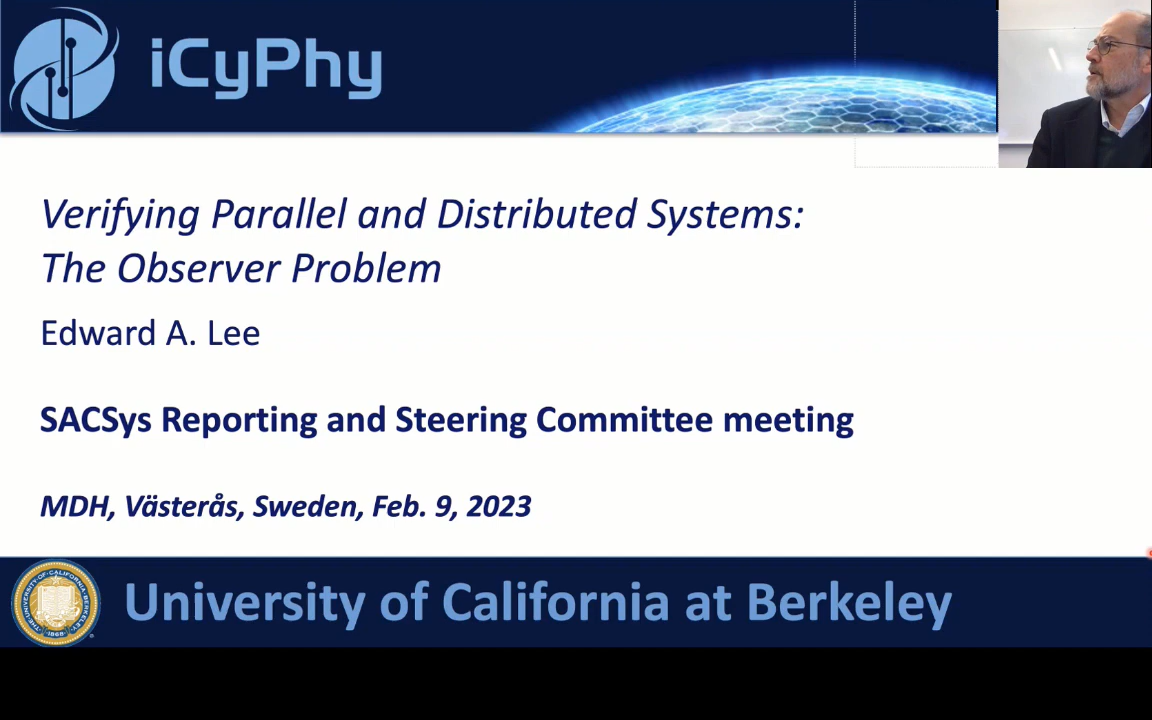 iCyPhy
Verifying Parallel and Distributed Systems:
The Observer Problem
Edward A. Lee
SACSys Reporting and Steering Committee meeting
MDH, Västerås, Sweden, Feb. 9, 2023
University of California at Berkeley